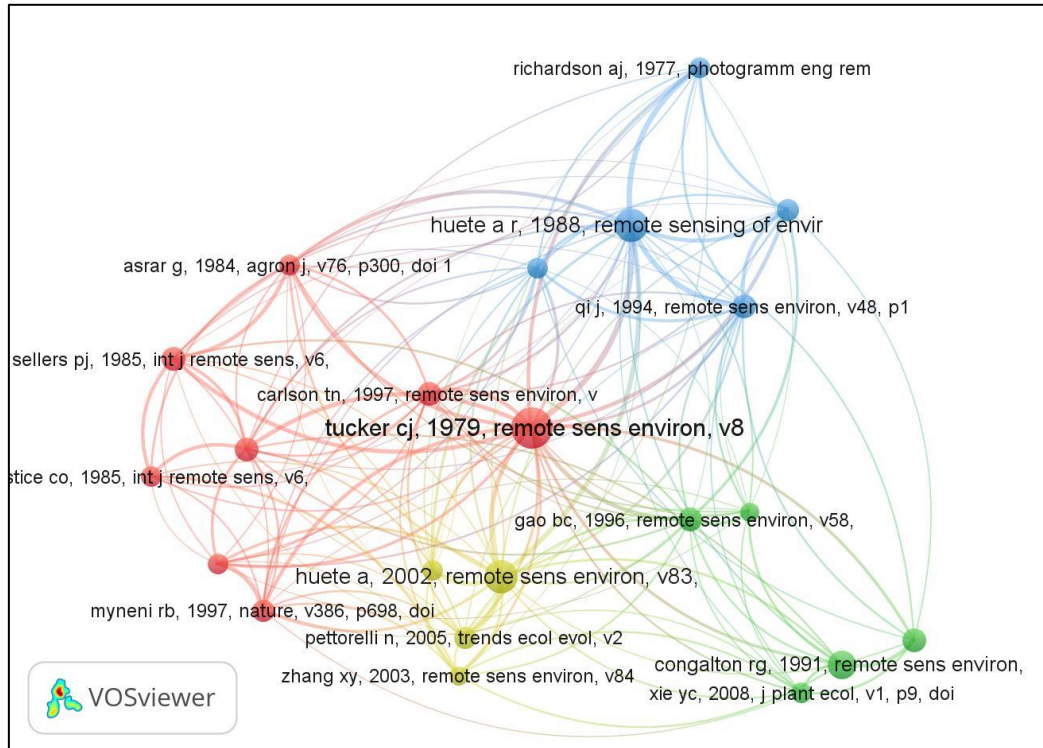 richardson aj, 1977, photogramm eng rem
huete a r, 1988, remote sensing of envir
asrar g, 1984, agron j, v76, p300, doi 1
qi j, 1994, remote sens environ, v48, p1
sellers pj, 1985, int j remote sens, v6,
carlson tn, 1997, remote sens environ, v
tucker cj, 1979, remote sens environ, v8
stice co, 1985, int j remote sens, v6,
gao bc, 1996, remote sens environ, v58,
huete a, 2002, remote sens environ, v83,
myneni rb, 1997, nature, v386, p698, doi
pettorelli n, 2005, trends ecol evol, v2
congalton rg, 1991, remote sens environ,
zhang xy, 2003, remote sens environ, v84
xie yc, 2008, j plant ecol, v1, p9, doi
VOSviewer